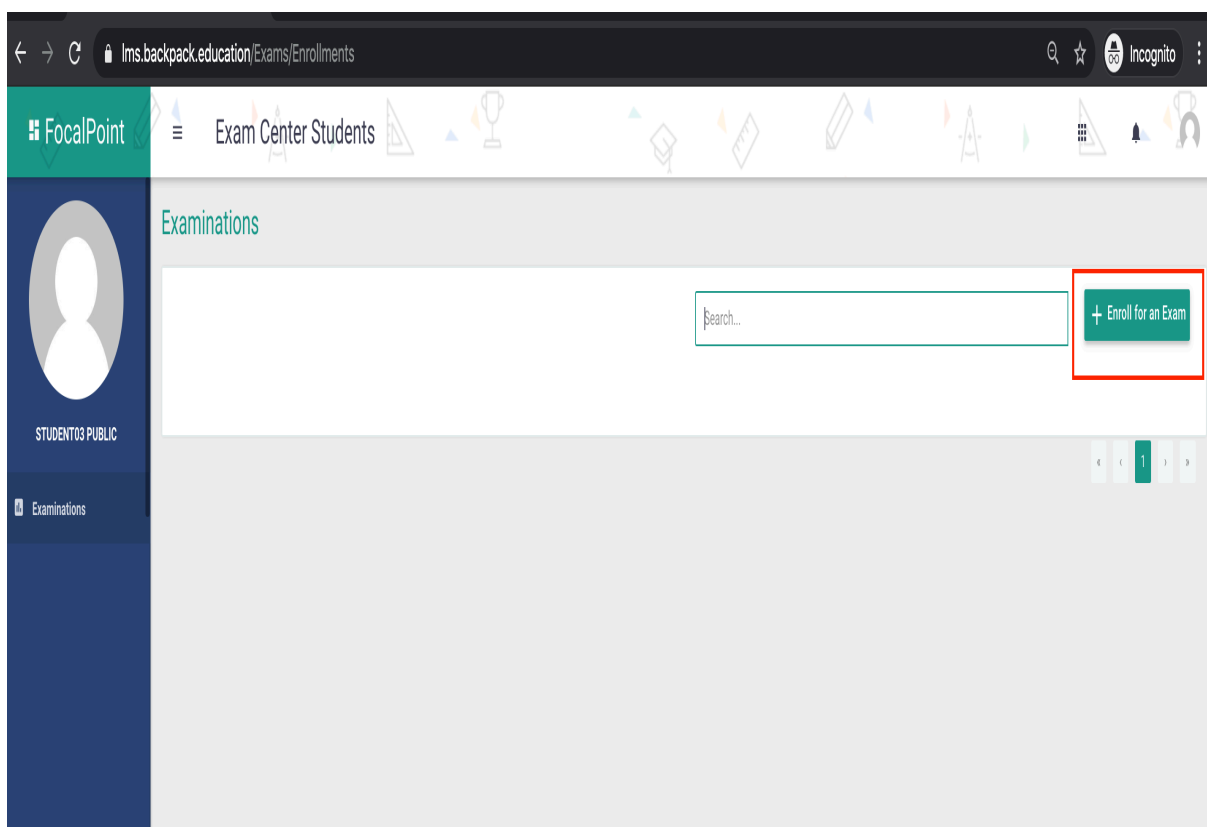 lms.backpack.education/Exams/Enrollments
Incognito
FocalPoint
Exam Center Students
Examinations
Search...
+ Enroll for an Exam
STUDENT03 PUBLIC
« ‹ 1 › »
Examinations